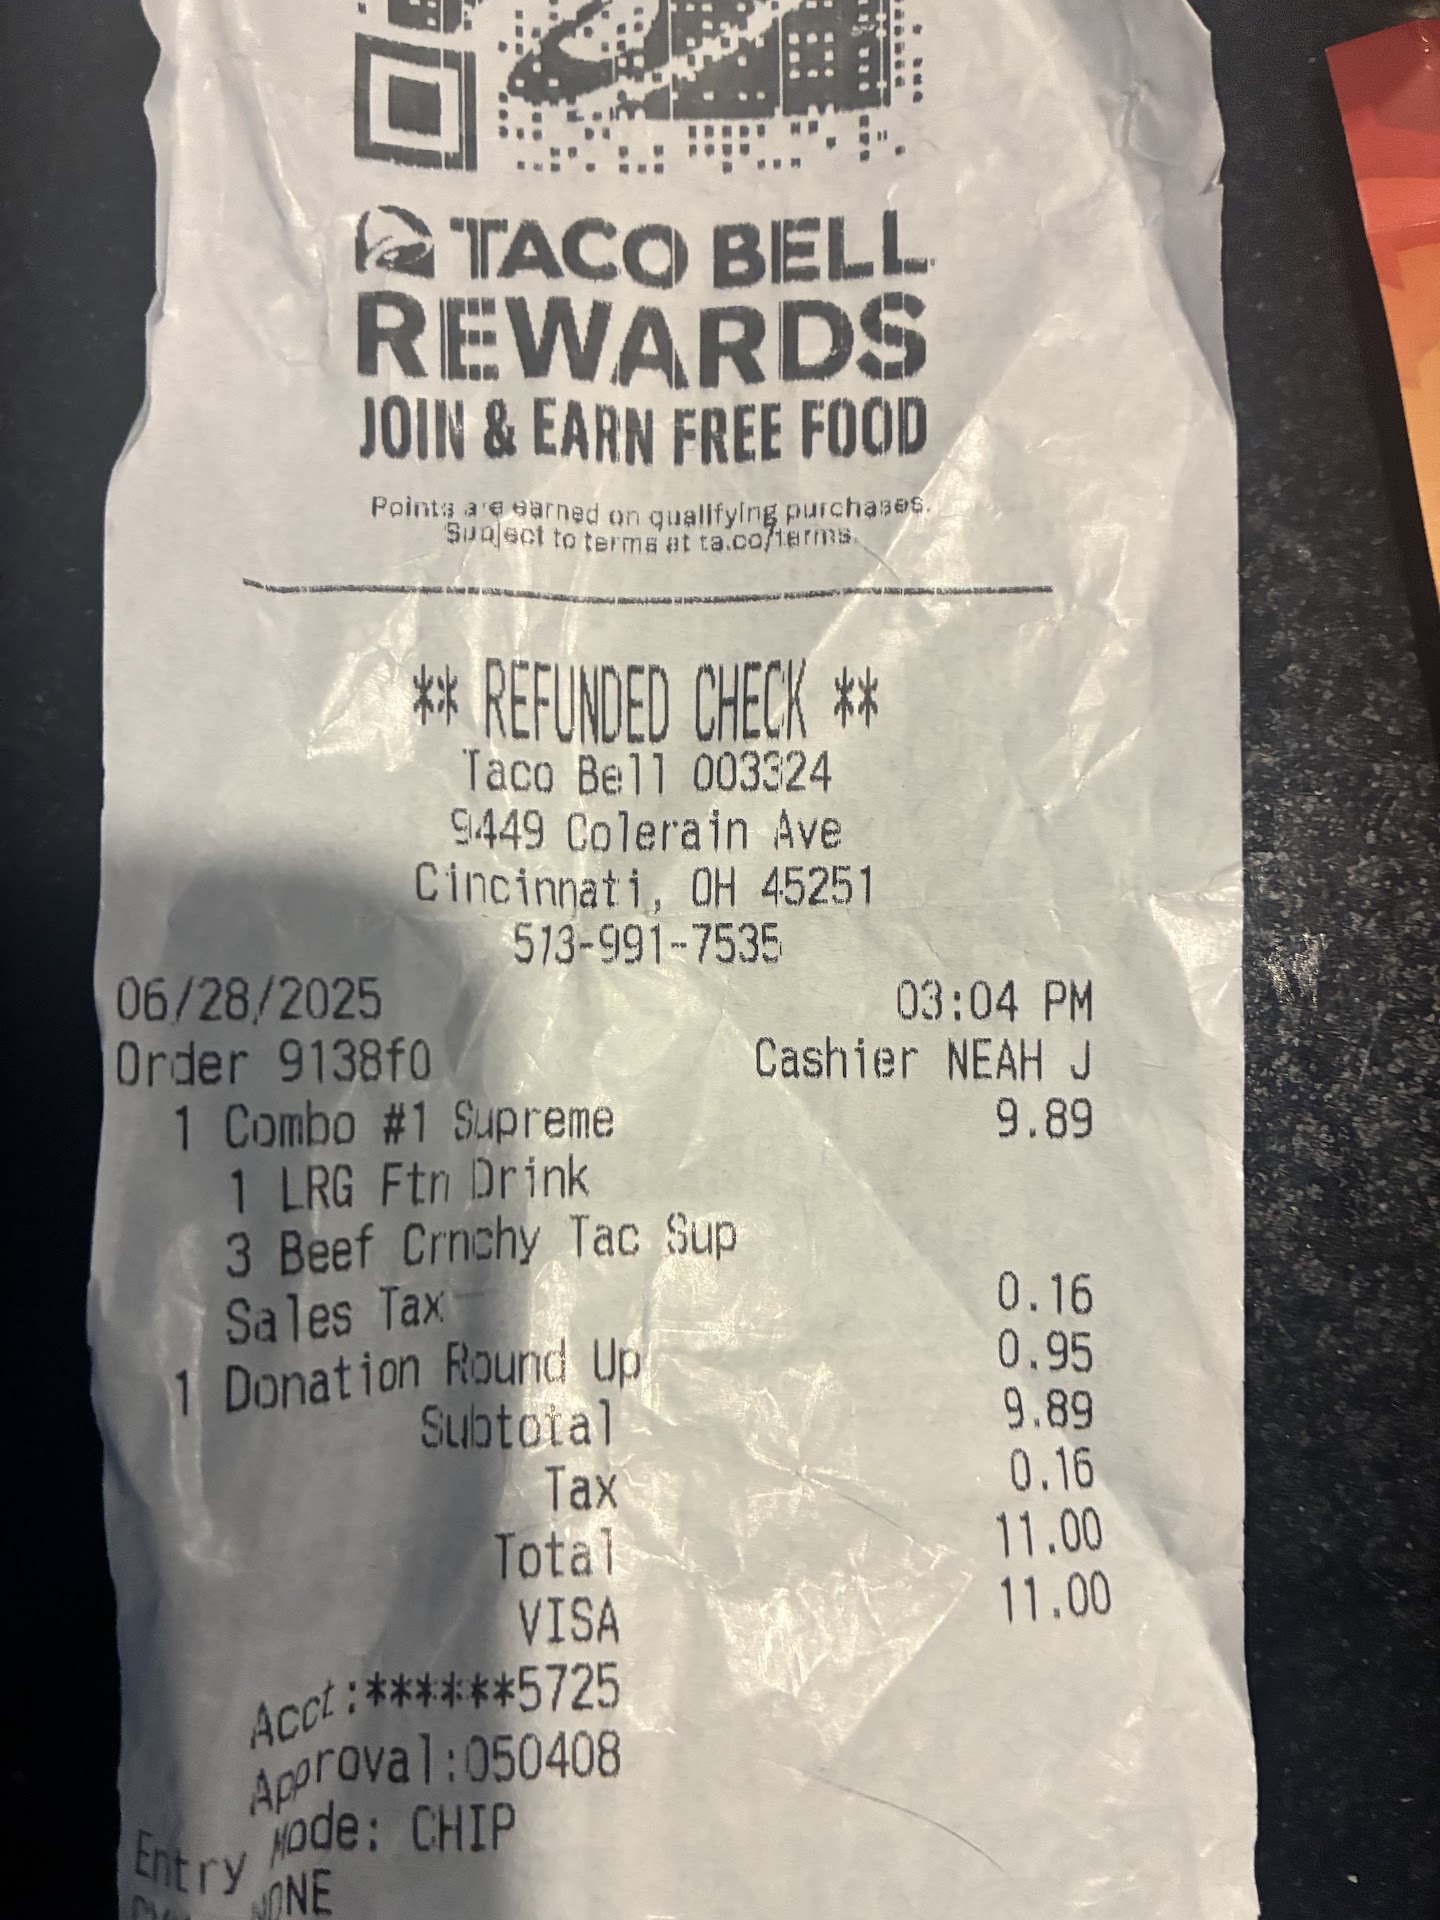 TACO BELL
REWARDS
JOIN & EARN FREE FOOD
Points are earned on qualifying purchases.
Subject to terms at ta.co/terms.
** REFUNDED CHECK **
Taco Bell 003324
9449 Colerain Ave
Cincinnati, OH 45251
513-991-7535
06/28/2025 03:04 PM
Order 9138f0 Cashier NEAH J
1 Combo #1 Supreme 9.89
1 LRG Ftn Drink
3 Beef Crnchy Tac Sup
Sales Tax 0.16
1 Donation Round Up 0.95
Subtotal 9.89
Tax 0.16
Total 11.00
VISA 11.00
Acct:******5725
Approval:050408
Entry Mode: CHIP
NONE